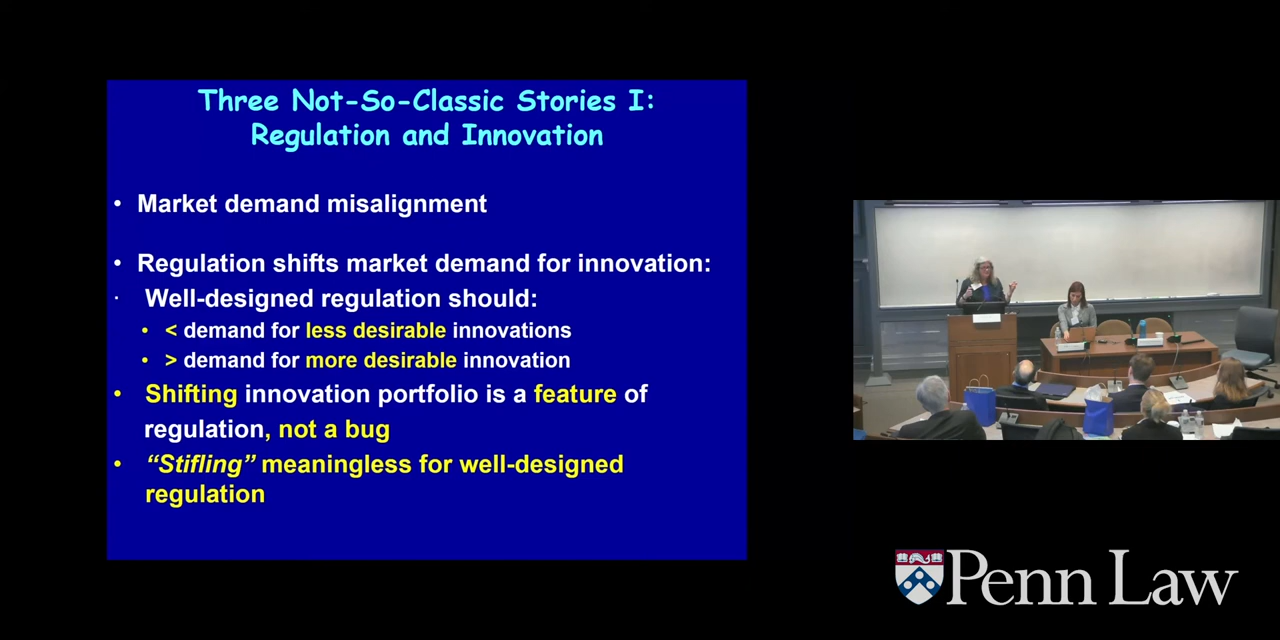 Three Not-So-Classic Stories I:
Regulation and Innovation
• Market demand misalignment
• Regulation shifts market demand for innovation:
· Well-designed regulation should:
• < demand for less desirable innovations
• > demand for more desirable innovation
• Shifting innovation portfolio is a feature of
regulation, not a bug
• “Stifling” meaningless for well-designed
regulation
Penn Law